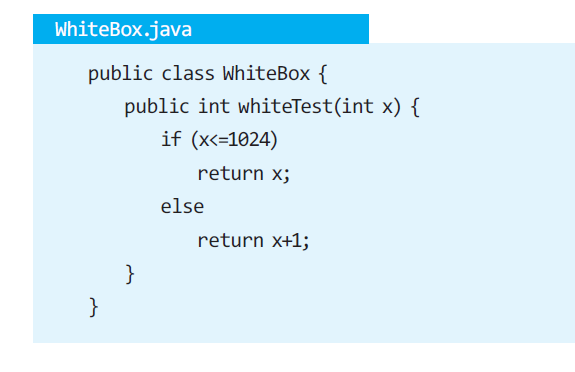 WhiteBox.java
public class WhiteBox {
public int whiteTest(int x) {
if (x<=1024)
return x;
else
return x+1;
}
}